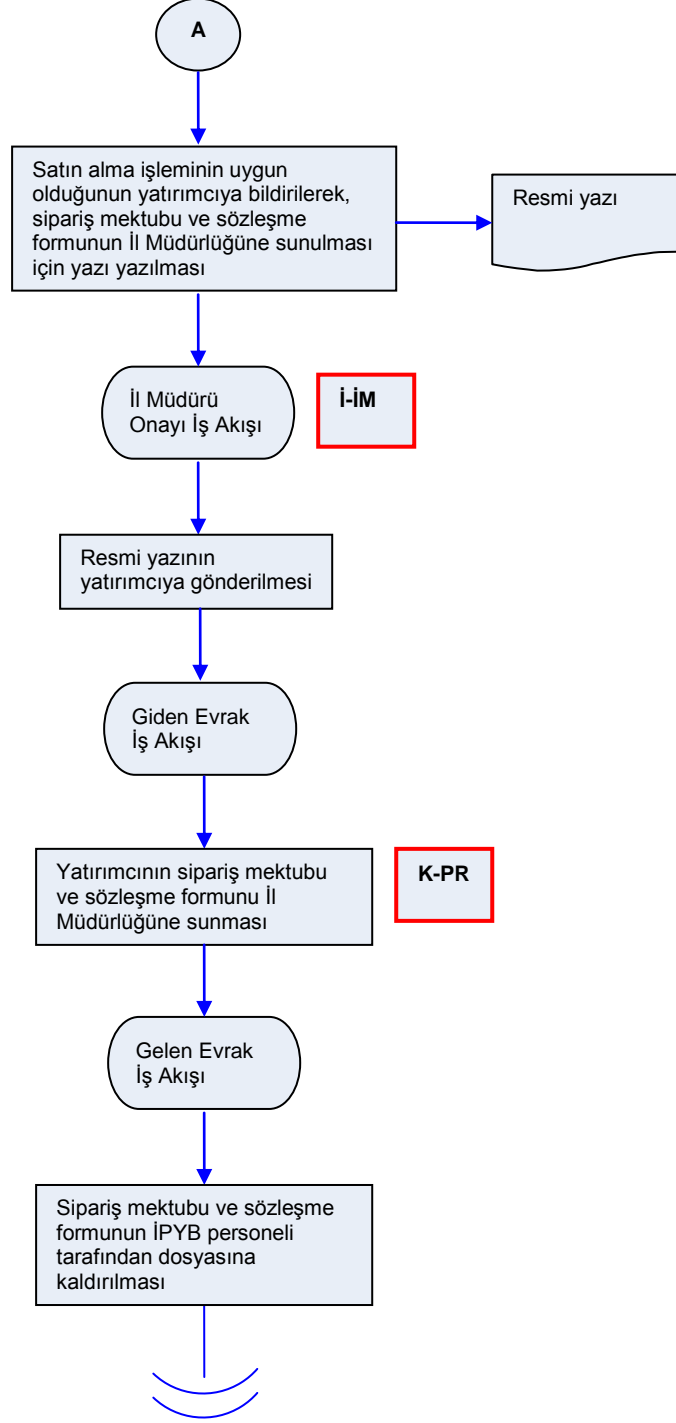 A
Satın alma işleminin uygun
olduğunun yatırımcıya bildirilerek,
sipariş mektubu ve sözleşme
formunun İl Müdürlüğüne sunulması
için yazı yazılması
Resmi yazı
İl Müdürü
Onayı İş Akışı
İ-İM
Resmi yazının
yatırımcıya gönderilmesi
Giden Evrak
İş Akışı
Yatırımcının sipariş mektubu
ve sözleşme formunu İl
Müdürlüğüne sunması
K-PR
Gelen Evrak
İş Akışı
Sipariş mektubu ve sözleşme
formunun İPYB personeli
tarafından dosyasına
kaldırılması